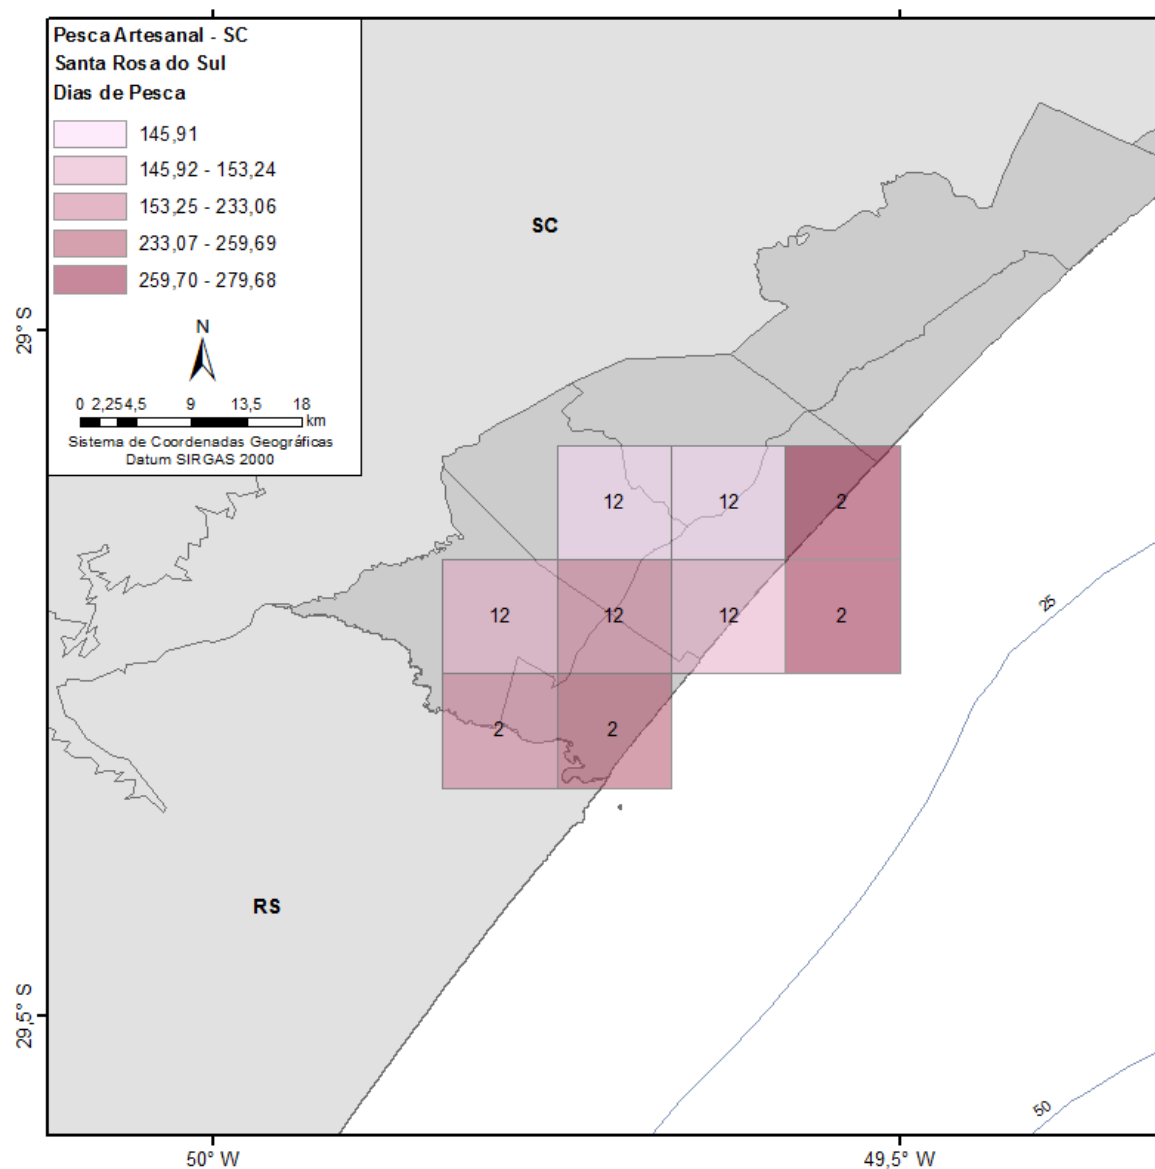 Pesca Artesanal - SC
Santa Rosa do Sul
Dias de Pesca
145,91
145,92 - 153,24
153,25 - 233,06
233,07 - 259,69
259,70 - 279,68
N
0 2,25 4,5 9 13,5 18
km
Sistema de Coordenadas Geográficas
Datum SIRGAS 2000
SC
29° S
12 12 2
25
12 12 12 2
2 2
RS
29,5° S
50
50° W 49,5° W